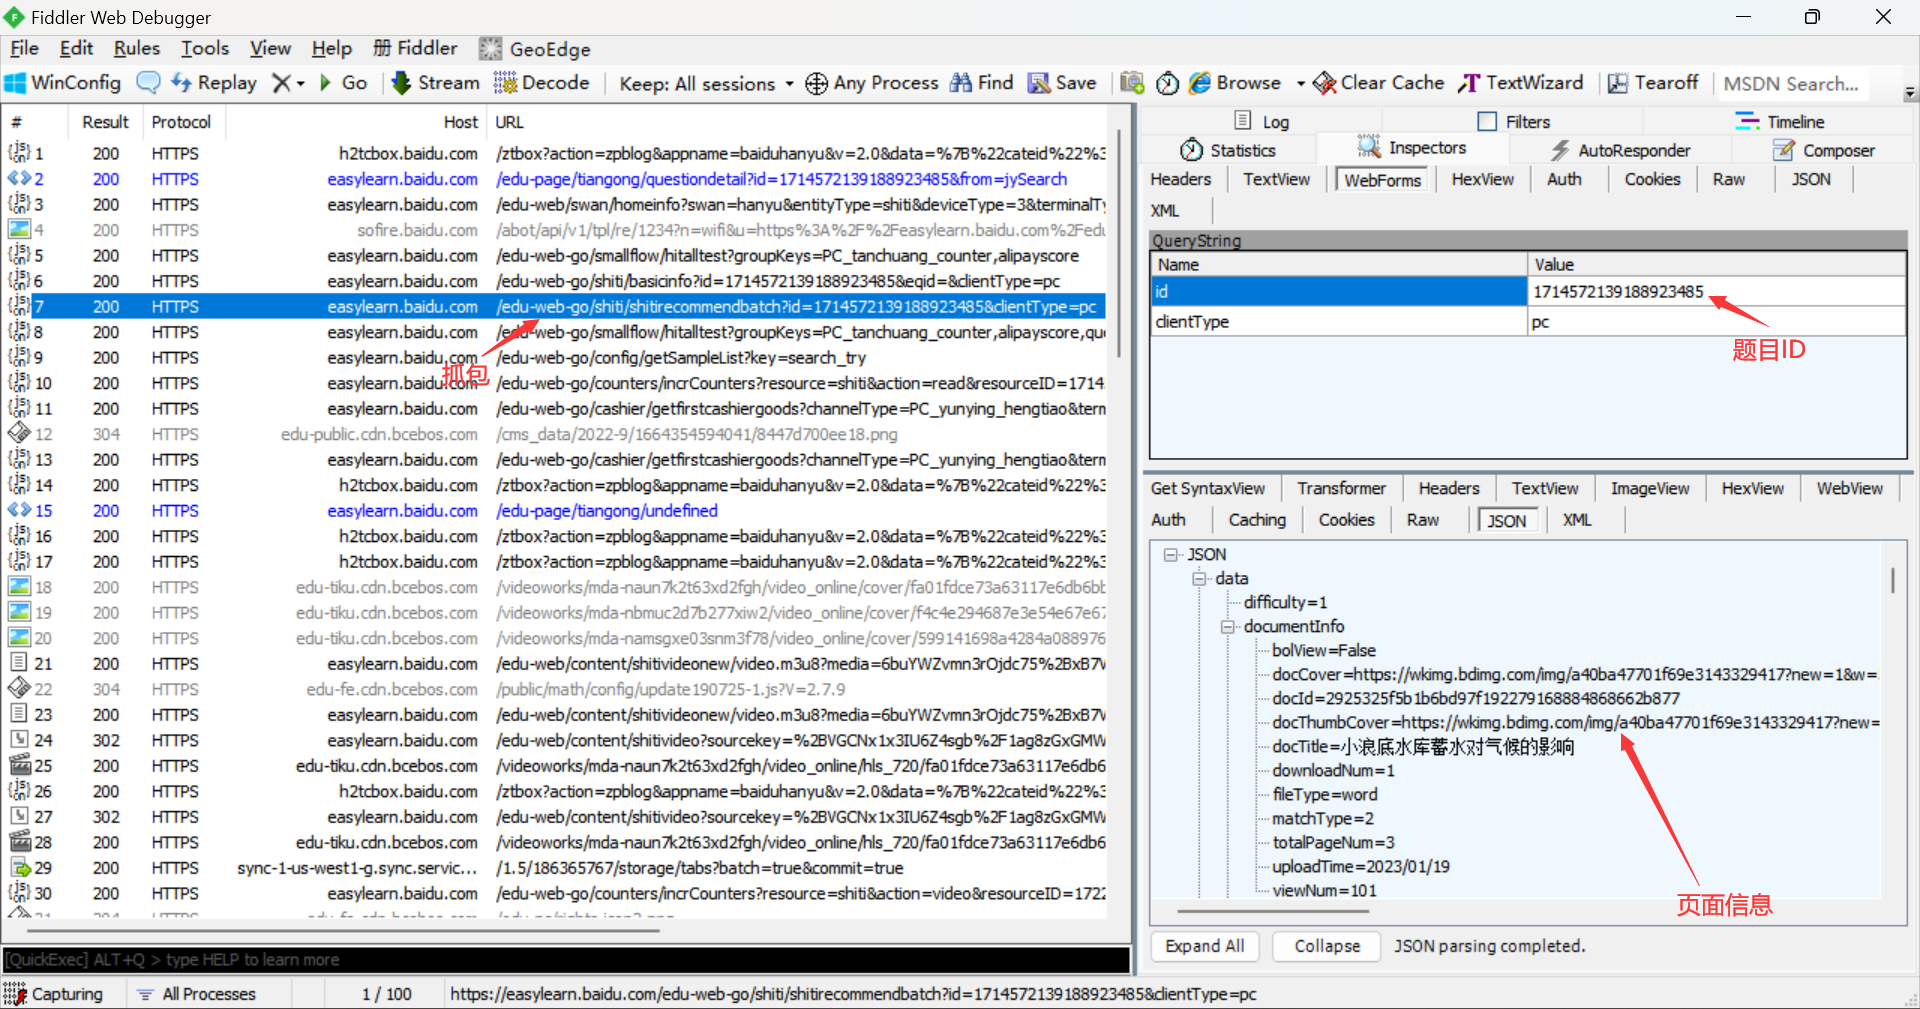 Fiddler Web Debugger
File Edit Rules Tools View Help 册 Fiddler GeoEdge
WinConfig Replay Go Stream Decode Keep: All sessions Any Process Find Save Browse Clear Cache TextWizard Tearoff MSDN Search...
# Result Protocol Host URL
1 200 HTTPS h2tcbox.baidu.com /ztbox?action=zpblog&appname=baiduhanyu&v=2.0&data=%7B%22cateid%22%3
2 200 HTTPS easylearn.baidu.com /edu-page/tiangong/questiondetail?id=1714572139188923485&from=jySearch
3 200 HTTPS easylearn.baidu.com /edu-web/swan/homeinfo?swan=hanyu&entityType=shiti&deviceType=3&terminalTy
4 200 HTTPS sofire.baidu.com /abot/api/v1/tpl/re/1234?n=wifi&u=https%3A%2F%2Feasylearn.baidu.com%2Fedu
5 200 HTTPS easylearn.baidu.com /edu-web-go/smallflow/hitalltest?groupKeys=PC_tanchuang_counter,alipayscore
6 200 HTTPS easylearn.baidu.com /edu-web-go/shiti/basicinfo?id=1714572139188923485&eqid=&clientType=pc
7 200 HTTPS easylearn.baidu.com /edu-web-go/shiti/shitirecommendbatch?id=1714572139188923485&clientType=pc
8 200 HTTPS easylearn.baidu.com /edu-web-go/smallflow/hitalltest?groupKeys=PC_tanchuang_counter,alipayscore,qu
9 200 HTTPS easylearn.baidu.com /edu-web-go/config/getSampleList?key=search_try
抓包
10 200 HTTPS easylearn.baidu.com /edu-web-go/counters/incrCounters?resource=shiti&action=read&resourceID=1714
11 200 HTTPS easylearn.baidu.com /edu-web-go/cashier/getfirstcashiergoods?channelType=PC_yunying_hengtiao&term
12 304 HTTPS edu-public.cdn.bcebos.com /cms_data/2022-9/1664354594041/8447d700ee18.png
13 200 HTTPS easylearn.baidu.com /edu-web-go/cashier/getfirstcashiergoods?channelType=PC_yunying_hengtiao&term
14 200 HTTPS h2tcbox.baidu.com /ztbox?action=zpblog&appname=baiduhanyu&v=2.0&data=%7B%22cateid%22%3
15 200 HTTPS easylearn.baidu.com /edu-page/tiangong/undefined
16 200 HTTPS h2tcbox.baidu.com /ztbox?action=zpblog&appname=baiduhanyu&v=2.0&data=%7B%22cateid%22%3
17 200 HTTPS h2tcbox.baidu.com /ztbox?action=zpblog&appname=baiduhanyu&v=2.0&data=%7B%22cateid%22%3
18 200 HTTPS edu-tiku.cdn.bcebos.com /videoworks/mda-naun7k2t63xd2fgh/video_online/cover/fa01fdce73a63117e6db6bb
19 200 HTTPS edu-tiku.cdn.bcebos.com /videoworks/mda-nbmuc2d7b277xiw2/video_online/cover/f4c4e294687e3e54e67e67
20 200 HTTPS edu-tiku.cdn.bcebos.com /videoworks/mda-namsgxe03snm3f78/video_online/cover/599141698a4284a088976
21 200 HTTPS easylearn.baidu.com /edu-web/content/shitivideonew/video.m3u8?media=6buYWZvmn3rOjdc75%2BxB7V
22 304 HTTPS edu-fe.cdn.bcebos.com /public/math/config/update190725-1.js?V=2.7.9
23 200 HTTPS easylearn.baidu.com /edu-web/content/shitivideonew/video.m3u8?media=6buYWZvmn3rOjdc75%2BxB7V
24 302 HTTPS easylearn.baidu.com /edu-web/content/shitivideo?sourcekey=%2BVGCNx1x3IU6Z4sgb%2F1ag8zGxGMW
25 200 HTTPS edu-tiku.cdn.bcebos.com /videoworks/mda-naun7k2t63xd2fgh/video_online/hls_720/fa01fdce73a63117e6db6
26 200 HTTPS h2tcbox.baidu.com /ztbox?action=zpblog&appname=baiduhanyu&v=2.0&data=%7B%22cateid%22%3
27 302 HTTPS easylearn.baidu.com /edu-web/content/shitivideo?sourcekey=%2BVGCNx1x3IU6Z4sgb%2F1ag8zGxGMW
28 200 HTTPS edu-tiku.cdn.bcebos.com /videoworks/mda-naun7k2t63xd2fgh/video_online/hls_720/fa01fdce73a63117e6db6
29 200 HTTPS sync-1-us-west1-g.sync.servic... /1.5/186365767/storage/tabs?batch=true&commit=true
30 200 HTTPS easylearn.baidu.com /edu-web-go/counters/incrCounters?resource=shiti&action=video&resourceID=1722
Log Filters Timeline
Statistics Inspectors AutoResponder Composer
Headers TextView WebForms HexView Auth Cookies Raw JSON
XML
QueryString
Name Value
id 1714572139188923485
clientType pc
题目ID
Get SyntaxView Transformer Headers TextView ImageView HexView WebView
Auth Caching Cookies Raw JSON XML
JSON
data
difficulty=1
documentInfo
bolView=False
docCover=https://wkimg.bdimg.com/img/a40ba47701f69e3143329417?new=1&w=
docId=2925325f5b1b6bd97f192279168884868662b877
docThumbCover=https://wkimg.bdimg.com/img/a40ba47701f69e3143329417?new=
docTitle=小浪底水库蓄水对气候的影响
downloadNum=1
fileType=word
matchType=2
totalPageNum=3
uploadTime=2023/01/19
viewNum=101
页面信息
Expand All Collapse JSON parsing completed.
[QuickExec] ALT+Q > type HELP to learn more
Capturing All Processes 1 / 100 https://easylearn.baidu.com/edu-web-go/shiti/shitirecommendbatch?id=1714572139188923485&clientType=pc